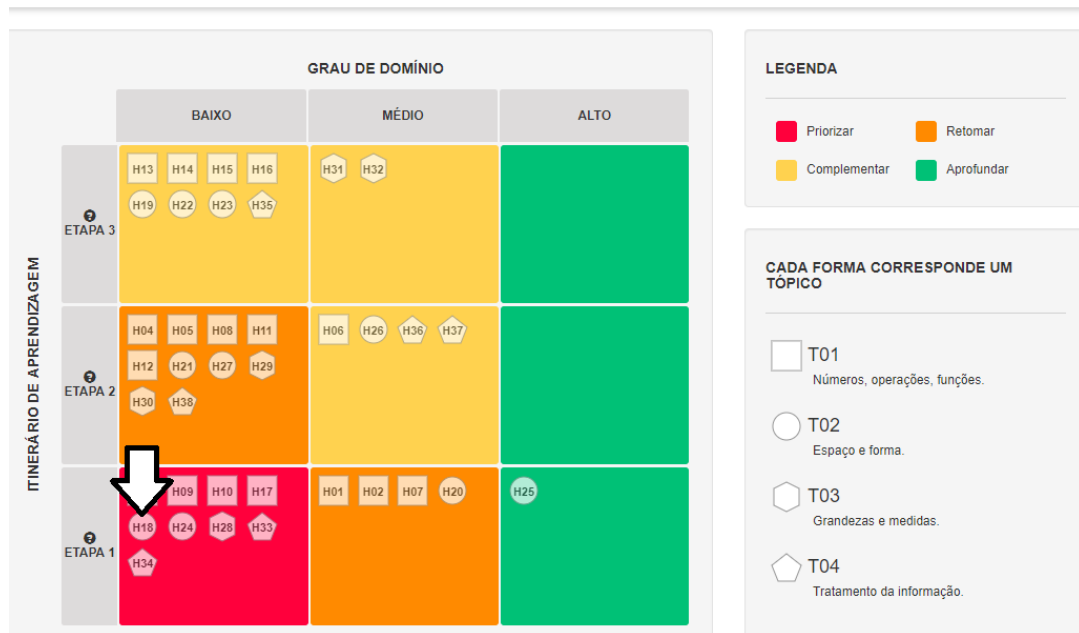 GRAU DE DOMÍNIO
BAIXO MÉDIO ALTO
ITINERÁRIO DE APRENDIZAGEM
ETAPA 3
H13 H14 H15 H16
H19 H22 H23 H35
H31 H32
ETAPA 2
H04 H05 H08 H11
H12 H21 H27 H29
H30 H38
H06 H26 H36 H37
ETAPA 1
H09 H10 H17
H18 H24 H28 H33
H34
H01 H02 H07 H20
H25
LEGENDA
Priorizar Retomar
Complementar Aprofundar
CADA FORMA CORRESPONDE UM
TÓPICO
T01
Números, operações, funções.
T02
Espaço e forma.
T03
Grandezas e medidas.
T04
Tratamento da informação.